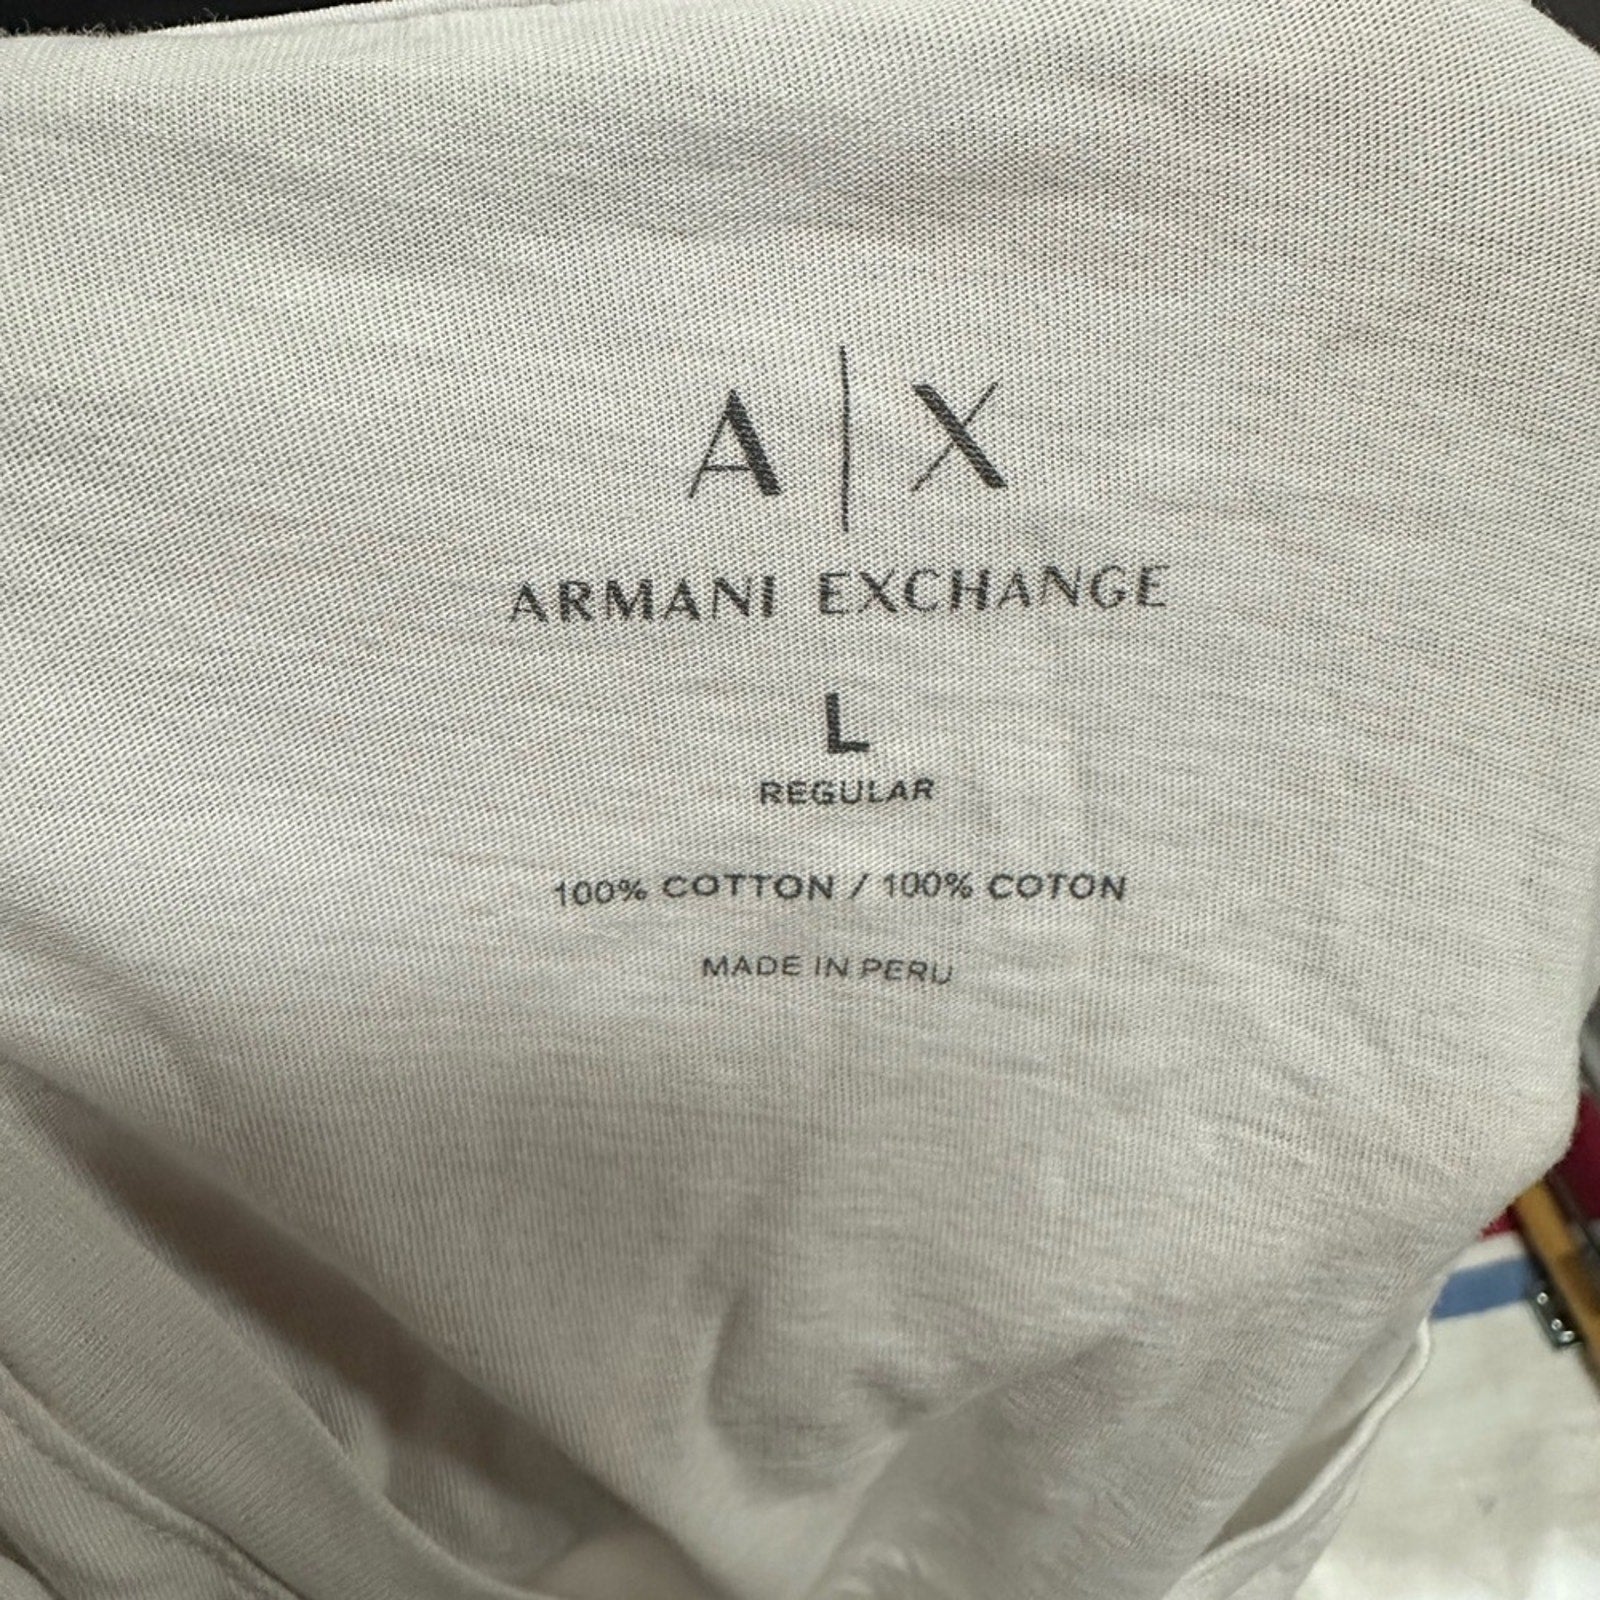 A|X
ARMANI EXCHANGE
L
REGULAR
100% COTTON / 100% COTON
MADE IN PERU